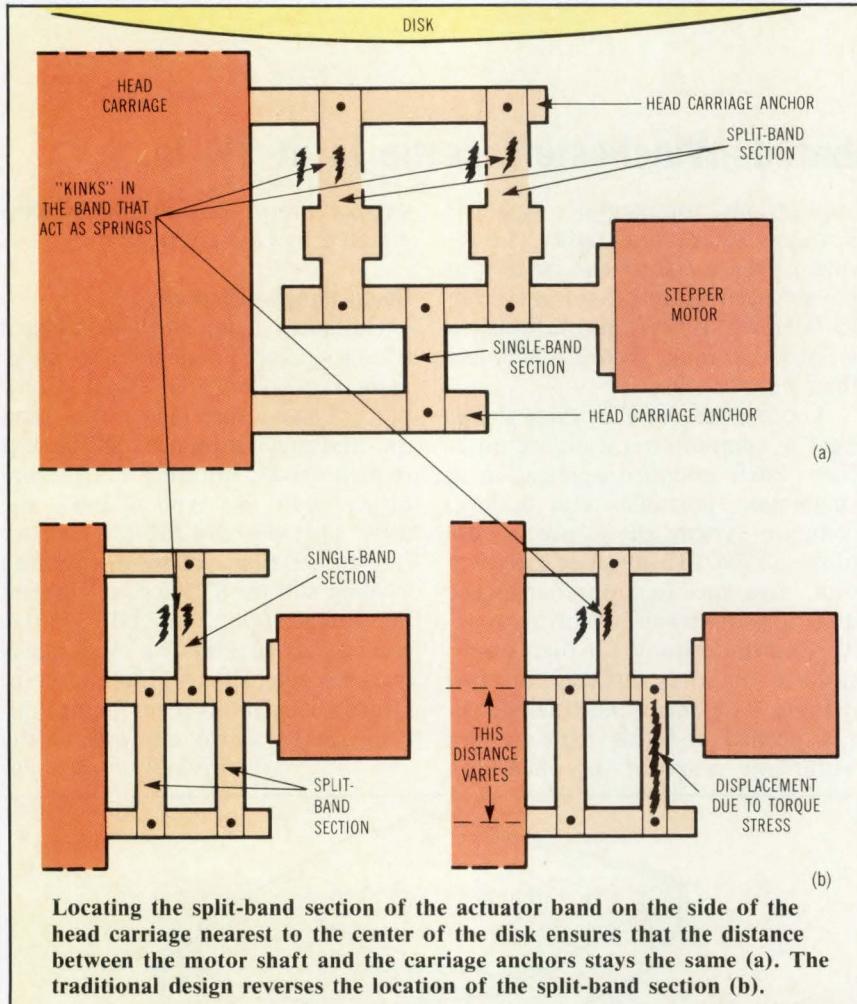 DISK
HEAD
CARRIAGE
HEAD CARRIAGE ANCHOR
SPLIT-BAND
SECTION
"KINKS" IN
THE BAND THAT
ACT AS SPRINGS
STEPPER
MOTOR
SINGLE-BAND
SECTION
HEAD CARRIAGE ANCHOR
(a)
SINGLE-BAND
SECTION
SPLIT-
BAND
SECTION
THIS
DISTANCE
VARIES
DISPLACEMENT
DUE TO TORQUE
STRESS
(b)
Locating the split-band section of the actuator band on the side of the
head carriage nearest to the center of the disk ensures that the distance
between the motor shaft and the carriage anchors stays the same (a). The
traditional design reverses the location of the split-band section (b).